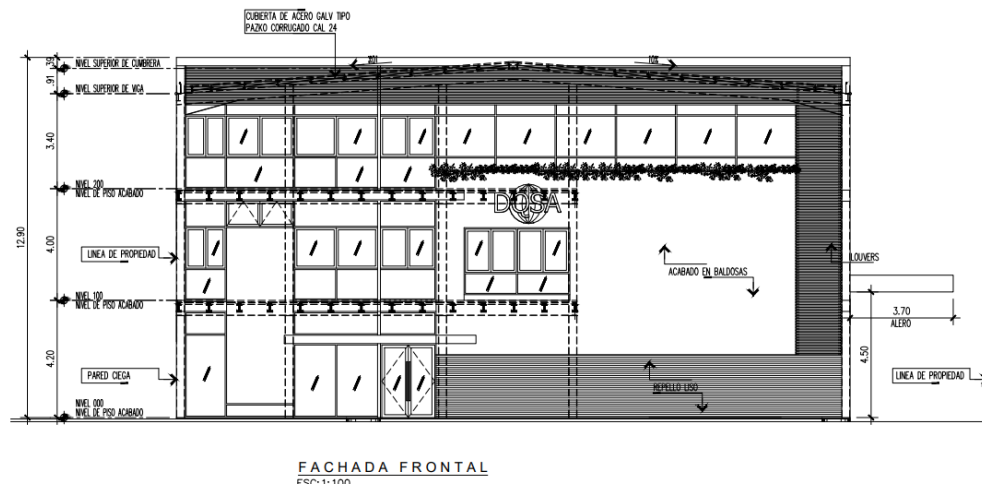 CUBIERTA DE ACERO GALV TIPO
PAZKO CORRUGADO CAL 24
.39
NIVEL SUPERIOR DE CUMBRERA
.91
NIVEL SUPERIOR DE VIGA
3.40
NIVEL 200
NIVEL DE PISO ACABADO
DOSA
12.90
4.00
LINEA DE PROPIEDAD
ACABADO EN BALDOSAS
LOUVERS
NIVEL 100
NIVEL DE PISO ACABADO
3.70
ALERO
4.20
4.50
PARED CIEGA
REPELLO LISO
LINEA DE PROPIEDAD
NIVEL 000
NIVEL DE PISO ACABADO
FACHADA FRONTAL
ESC: 1:100